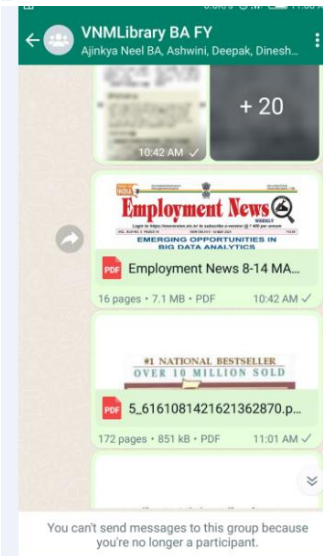 VNMLibrary BA FY
Ajinkya Neel BA, Ashwini, Deepak, Dinesh...
+ 20
10:42 AM
Employment News
WEEKLY
EMERGING OPPORTUNITIES IN
BIG DATA ANALYTICS
PDF Employment News 8-14 MA...
16 pages • 7.1 MB • PDF 10:42 AM
#1 NATIONAL BESTSELLER
OVER 10 MILLION SOLD
PDF 5_6161081421621362870.p...
172 pages • 851 kB • PDF 11:01 AM
You can't send messages to this group because
you're no longer a participant.